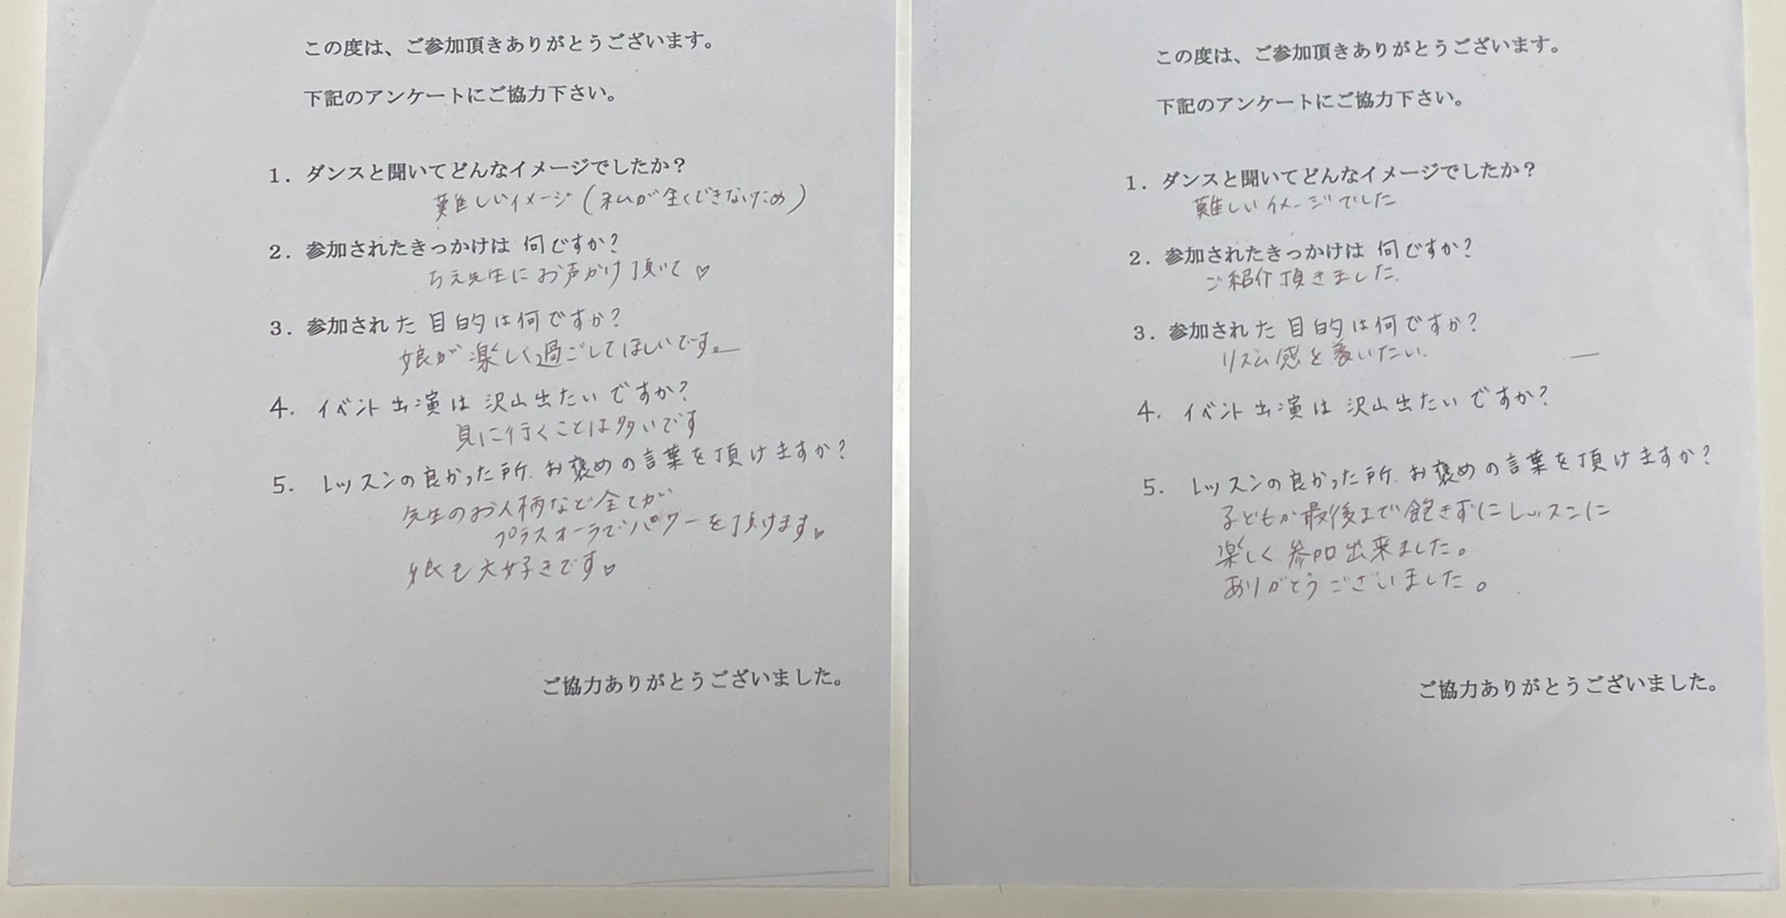 この度は、ご参加頂きありがとうございます。
下記のアンケートにご協力下さい。
1．ダンスと聞いてどんなイメージでしたか？
難しいイメージ（私が全くできないため）
2．参加されたきっかけは何ですか？
ちえ先生にお声かけ頂いて♡
3．参加された目的は何ですか？
娘が楽しく過ごしてほしいです。
4．イベント出演は沢山出たいですか？
見に行くことは多いです
5．レッスンの良かった所、お褒めの言葉を頂けますか？
先生のお人柄など全てが
プラスオーラでパワーを頂けます♡
娘も大好きです♡
ご協力ありがとうございました。
この度は、ご参加頂きありがとうございます。
下記のアンケートにご協力下さい。
1．ダンスと聞いてどんなイメージでしたか？
難しいイメージでした
2．参加されたきっかけは何ですか？
ご紹介頂きました。
3．参加された目的は何ですか？
リズム感を養いたい。
4．イベント出演は沢山出たいですか？
5．レッスンの良かった所、お褒めの言葉を頂けますか？
子どもが最後まで飽きずにレッスンに
楽しく参加出来ました。
ありがとうございました。
ご協力ありがとうございました。